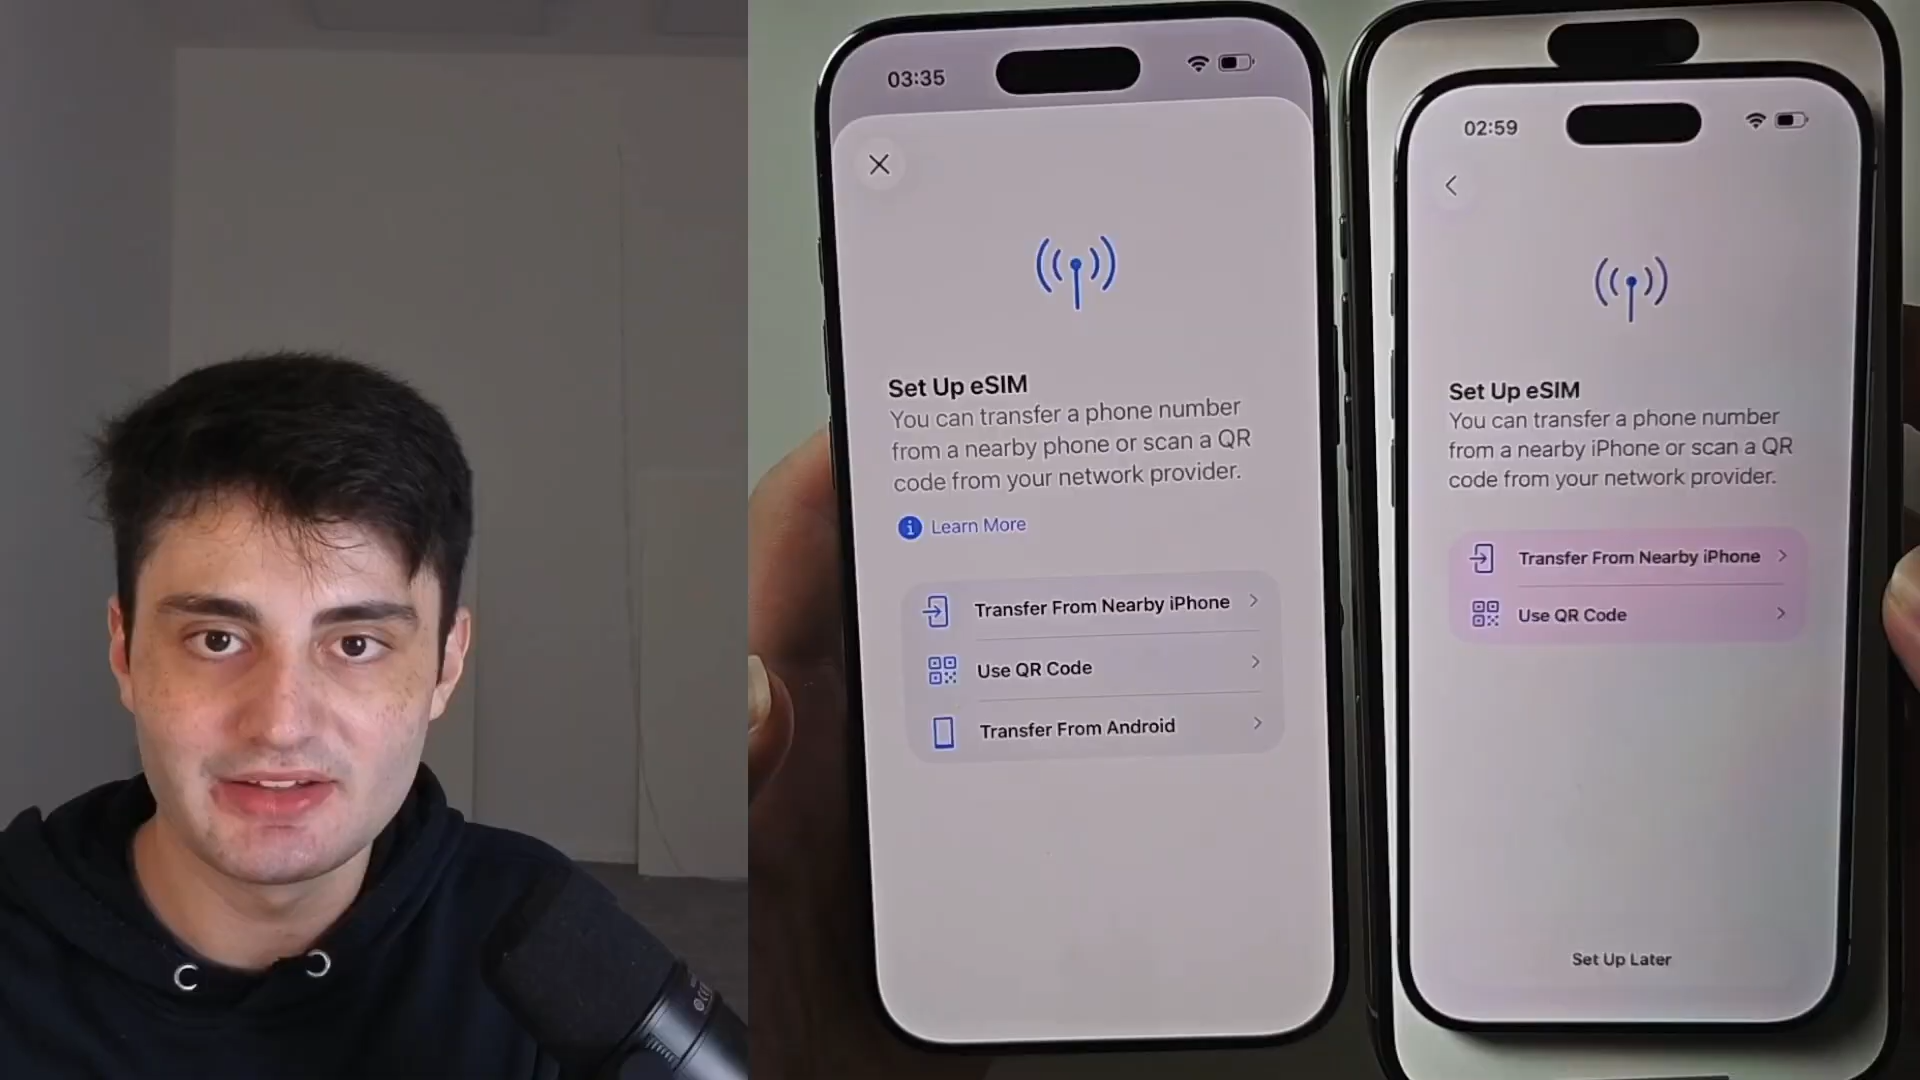 03:35
Set Up eSIM
You can transfer a phone number
from a nearby phone or scan a QR
code from your network provider.
Learn More
Transfer From Nearby iPhone
Use QR Code
Transfer From Android
02:59
Set Up eSIM
You can transfer a phone number
from a nearby iPhone or scan a QR
code from your network provider.
Transfer From Nearby iPhone
Use QR Code
Set Up Later